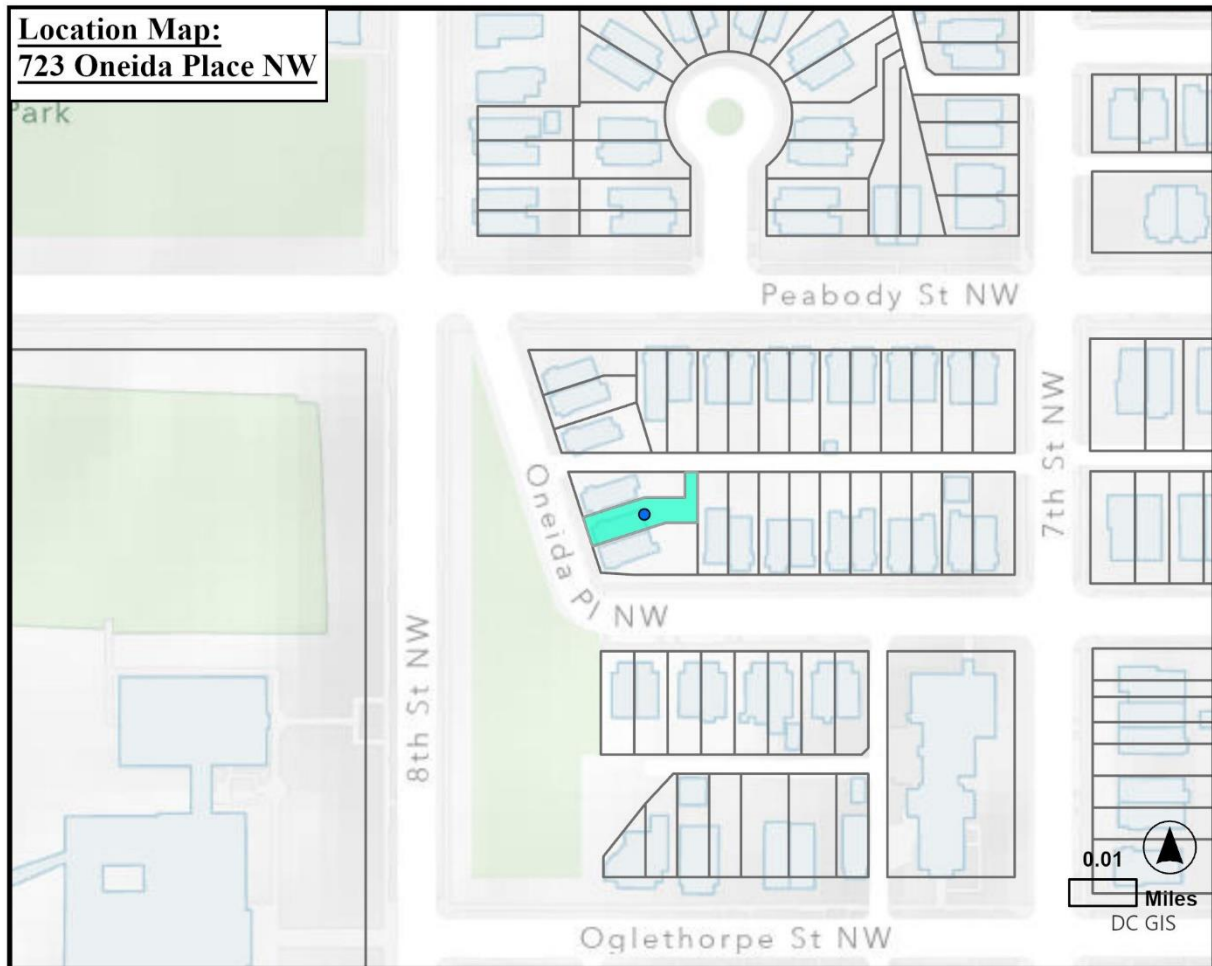 Location Map:
723 Oneida Place NW
Park
Peabody St NW
7th St NW
Oneida Pl NW
8th St NW
0.01
Miles
DC GIS
Oglethorpe St NW